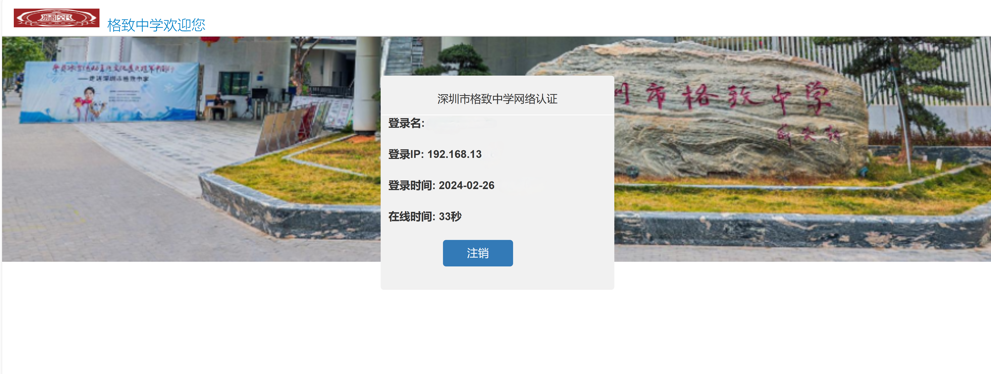 格致中学欢迎您
深圳市格致中学网络认证
登录名:
登录IP: 192.168.13
登录时间: 2024-02-26
在线时间: 33秒
注销
圳市格致中学